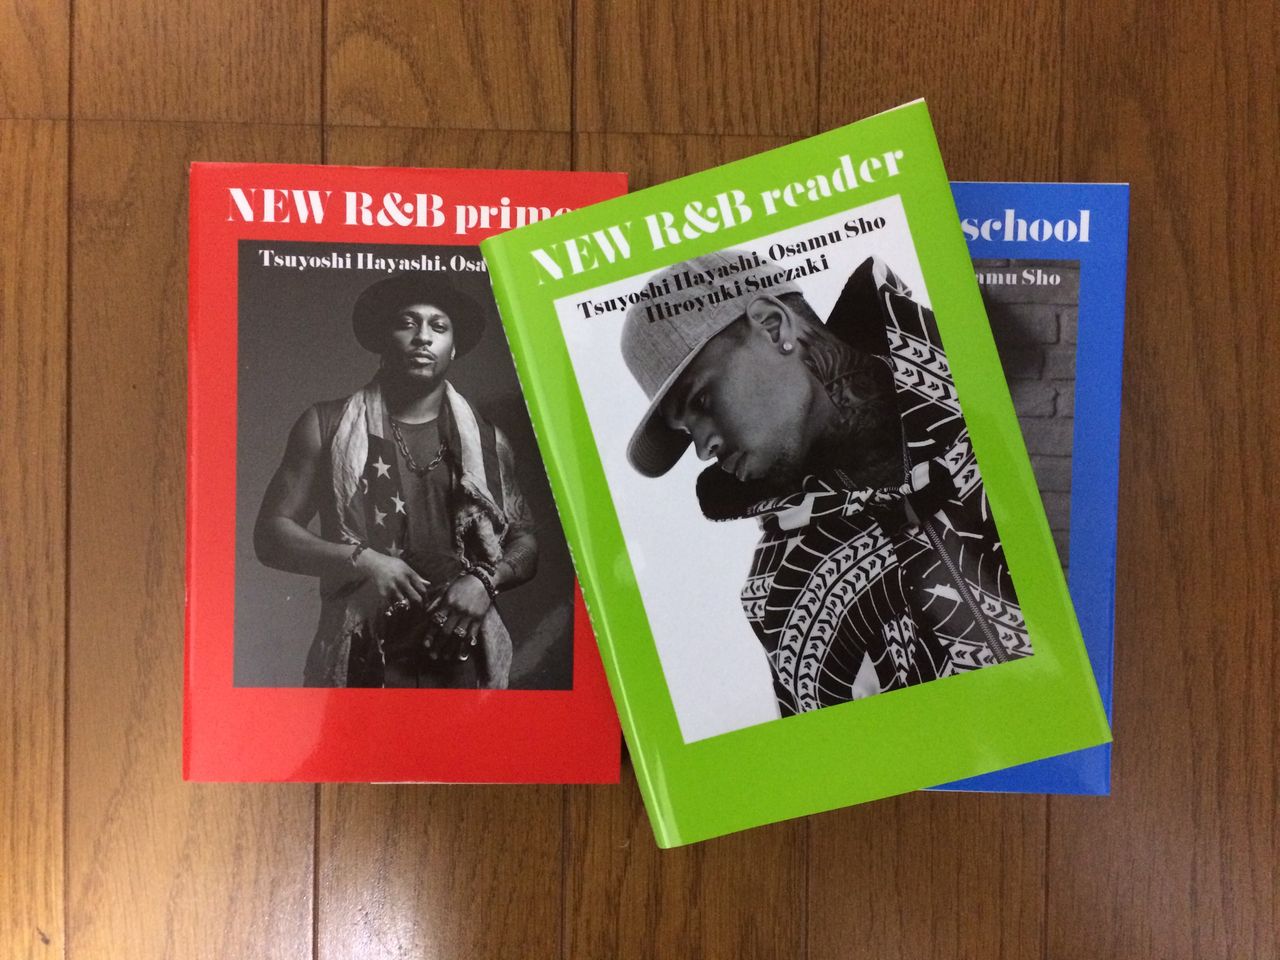 NEW R&B prime
Tsuyoshi Hayashi, Osa
NEW R&B reader
Tsuyoshi Hayashi, Osamu Sho
Hiroyuki Suezaki
school
amu Sho